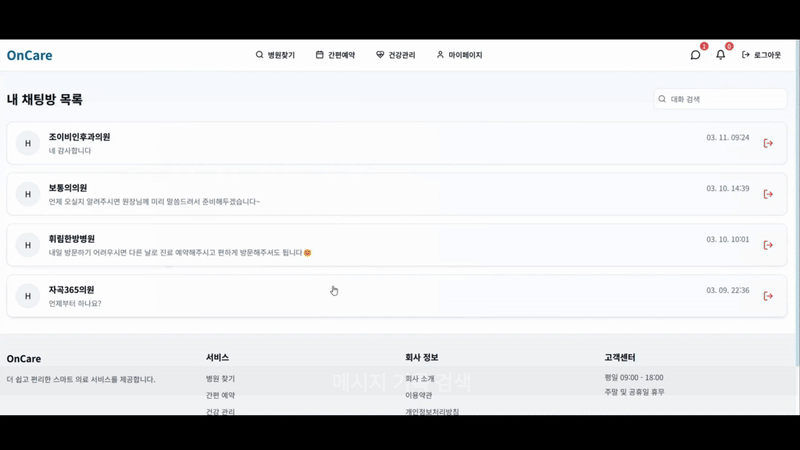 OnCare
병원찾기
간편예약
건강관리
마이페이지
1
8
로그아웃
내 채팅방 목록
대화 검색
H
조이비인후과의원
네 감사합니다
03. 11. 09:24
H
보통의의원
언제 오실지 알려주시면 원장님께 미리 말씀드려서 준비해두겠습니다~
03. 10. 14:39
H
휘림한방병원
내일 방문하기 어려우시면 다른 날로 진료 예약해주시고 편하게 방문해주셔도 됩니다😊
03. 10. 10:01
H
자곡365의원
언제부터 하나요?
03. 09. 22:36
OnCare
더 쉽고 편리한 스마트 의료 서비스를 제공합니다.
서비스
병원 찾기
간편 예약
건강 관리
회사 정보
회사 소개
이용약관
개인정보처리방침
고객센터
평일 09:00 - 18:00
주말 및 공휴일 휴무
메시지 검색